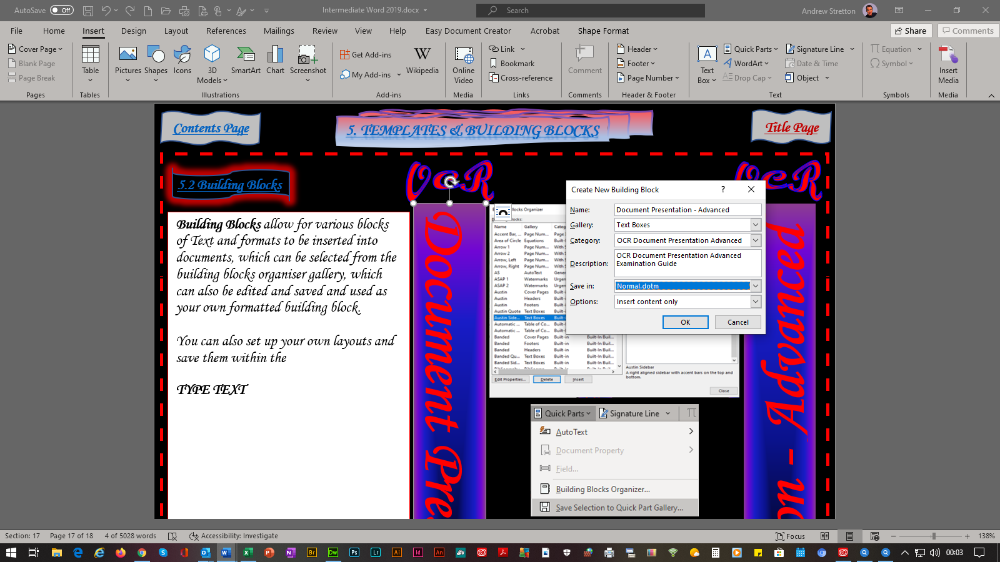 AutoSave Off
Intermediate Word 2019.docx
Search
Andrew Stretton
File Home Insert Design Layout References Mailings Review View Help Easy Document Creator Acrobat Shape Format
Share Comments
Cover Page
Blank Page
Page Break
Pages
Table
Tables
Pictures Shapes Icons 3D Models SmartArt Chart Screenshot
Illustrations
Get Add-ins
My Add-ins
W
Wikipedia
Add-ins
Online Video
Media
Link
Bookmark
Cross-reference
Links
Comment
Comments
Header
Footer
Page Number
Header & Footer
A
Text Box
Quick Parts
WordArt
Drop Cap
Signature Line
Date & Time
Object
Text
Equation
Symbol
Symbols
Insert Media
Media
Contents Page
5. TEMPLATES & BUILDING BLOCKS
Title Page
5.2 Building Blocks
OcR
OcR
Building Blocks allow for various blocks
of Text and formats to be inserted into
documents, which can be selected from the
building blocks organiser gallery, which
can also be edited and saved and used as
your own formatted building block.
You can also set up your own layouts and
save them within the
TYPE TEXT
Document Pre
on - Advanced
Blocks Organizer
Name Gallery Categ
Accent Bar, ... Page Num... Page
Area of Circle Equations Built-
Arrow 1 Page Num... With S
Arrow 2 Page Num... With S
Arrow, Left Page Num... With S
Arrow, Right Page Num... With S
AS AutoText Gener
ASAP 1 Watermarks Urgen
ASAP 2 Watermarks Urgen
Austin Cover Pages Built-
Austin Headers Built-
Austin Footers Built-
Austin Quote Text Boxes Built-
Austin Side... Text Boxes Built-
Automatic ... Table of Co... Built-
Automatic ... Table of Co... Built-
Banded Cover Pages Built-in Built-In Buil...
Banded Footers Built-in Built-In Buil...
Banded Headers Built-in Built-In Buil...
Banded Qu... Text Boxes Built-in Built-In Buil...
Banded Sid... Text Boxes Built-in Built-In Buil...
Edit Properties... Delete Insert
Austin Sidebar
A right aligned sidebar with accent bars on the top and
bottom.
Close
Create New Building Block
?
Name: Document Presentation - Advanced
Gallery: Text Boxes
Category: OCR Document Presentation Advanced
Description: OCR Document Presentation Advanced
Examination Guide
Save in: Normal.dotm
Options: Insert content only
OK Cancel
Quick Parts Signature Line
AutoText
Document Property
Field...
Building Blocks Organizer...
Save Selection to Quick Part Gallery...
Section: 17 Page 17 of 18 4 of 5028 words Accessibility: Investigate
Focus
138%
Br Dw Ps Lr Ai Id An
00:03